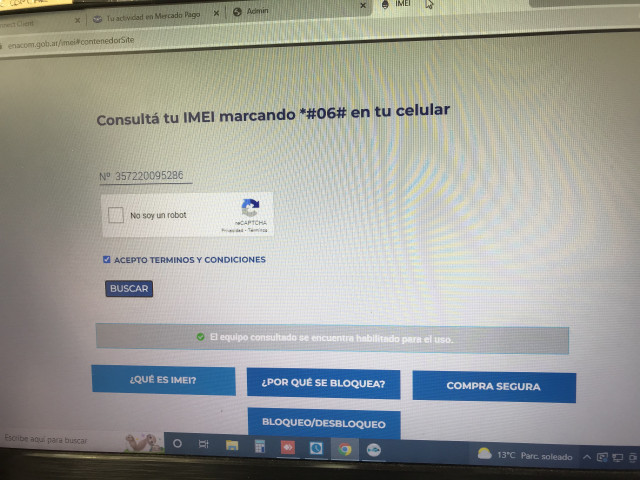 Tu actividad en Mercado Pago
Admin
IMEI
enacom.gob.ar/imei#contenedorSite
Consultá tu IMEI marcando *#06# en tu celular
Nº 357220095286
No soy un robot
reCAPTCHA
Privacidad - Términos
ACEPTO TERMINOS Y CONDICIONES
BUSCAR
El equipo consultado se encuentra habilitado para el uso.
¿QUÉ ES IMEI?
¿POR QUÉ SE BLOQUEA?
COMPRA SEGURA
BLOQUEO/DESBLOQUEO
Escribe aquí para buscar
13°C Parc. soleado